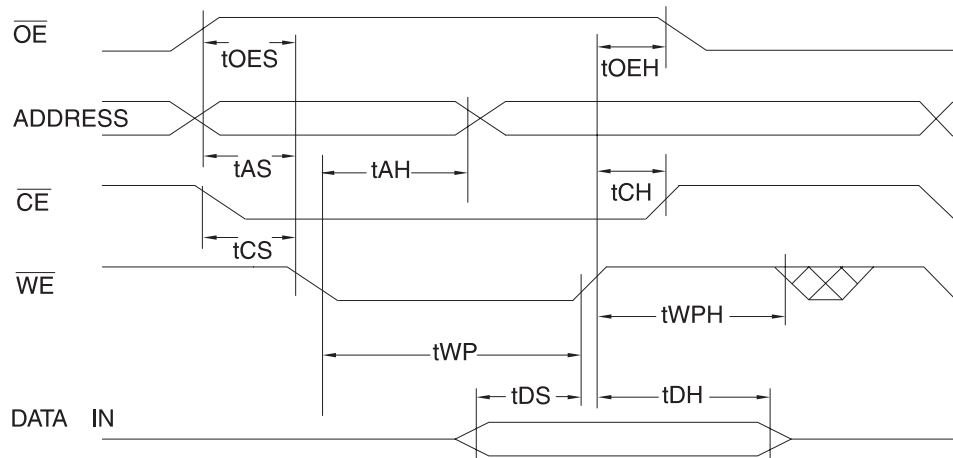 OE
tOES
tOEH
ADDRESS
tAS
tAH
CE
tCH
tCS
WE
tWPH
tWP
tDS
tDH
DATA IN